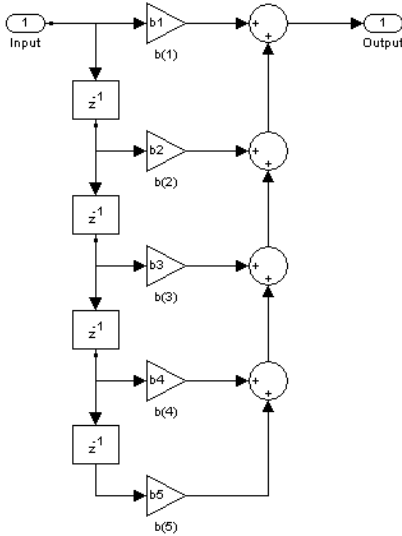 1 b1 + + 1
Input b(1) Output
z-1
b2 + +
b(2)
z-1
b3 + +
b(3)
z-1
b4 + +
b(4)
z-1
b5
b(5)